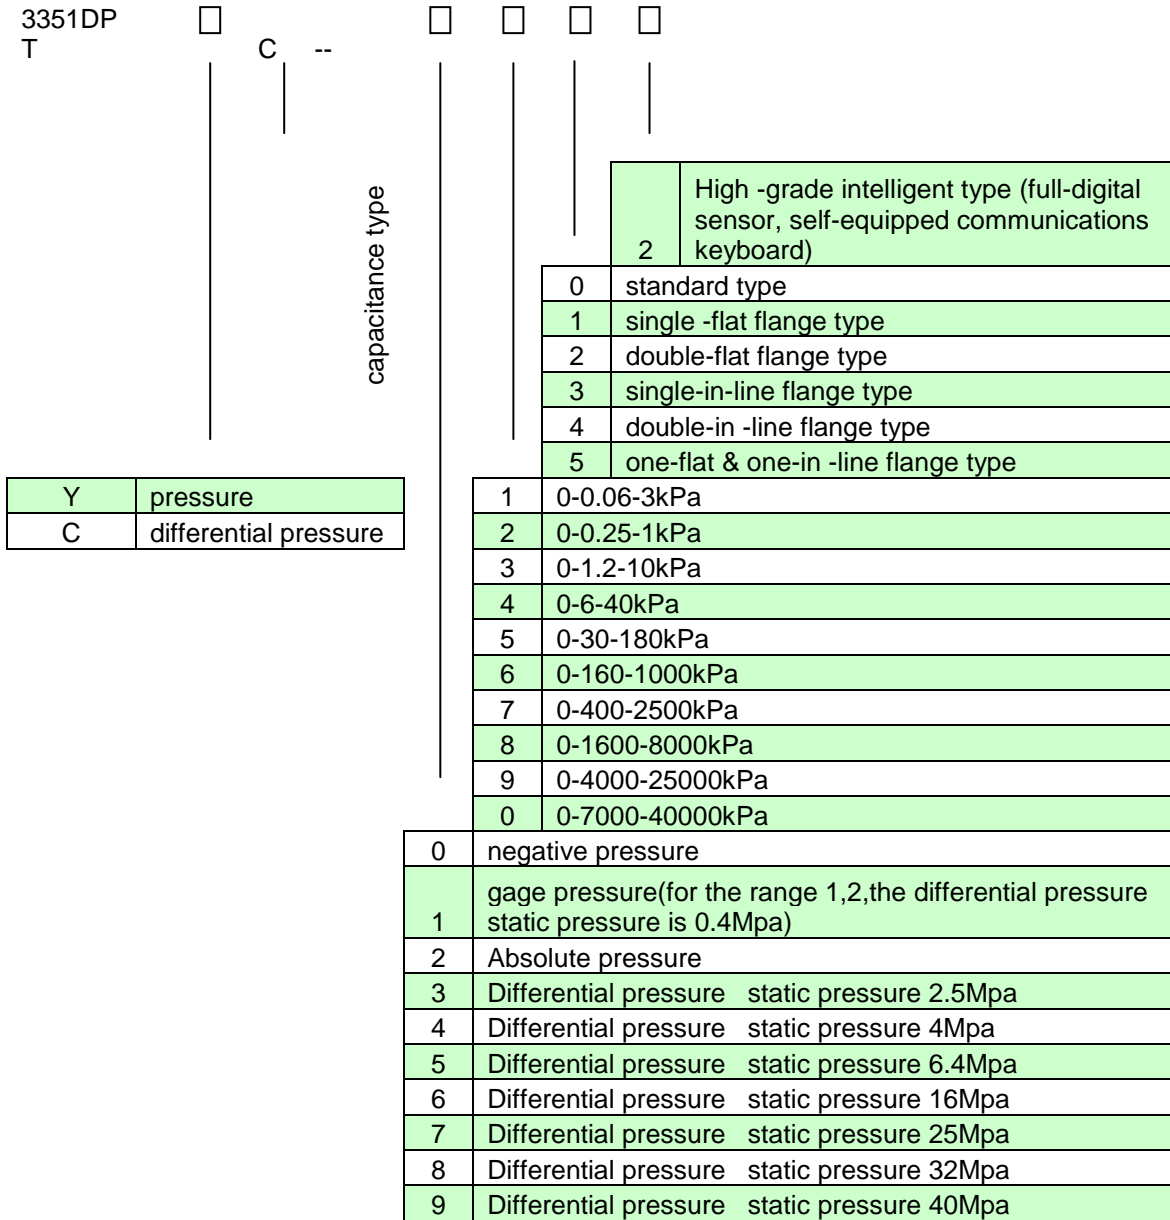 3351DP □ □ □ □ □
T C --
capacitance type
2 High -grade intelligent type (full-digital
sensor, self-equipped communications
keyboard)
0 standard type
1 single -flat flange type
2 double-flat flange type
3 single-in-line flange type
4 double-in -line flange type
5 one-flat & one-in -line flange type
Y pressure
C differential pressure
1 0-0.06-3kPa
2 0-0.25-1kPa
3 0-1.2-10kPa
4 0-6-40kPa
5 0-30-180kPa
6 0-160-1000kPa
7 0-400-2500kPa
8 0-1600-8000kPa
9 0-4000-25000kPa
0 0-7000-40000kPa
0 negative pressure
1 gage pressure(for the range 1,2,the differential pressure
static pressure is 0.4Mpa)
2 Absolute pressure
3 Differential pressure static pressure 2.5Mpa
4 Differential pressure static pressure 4Mpa
5 Differential pressure static pressure 6.4Mpa
6 Differential pressure static pressure 16Mpa
7 Differential pressure static pressure 25Mpa
8 Differential pressure static pressure 32Mpa
9 Differential pressure static pressure 40Mpa